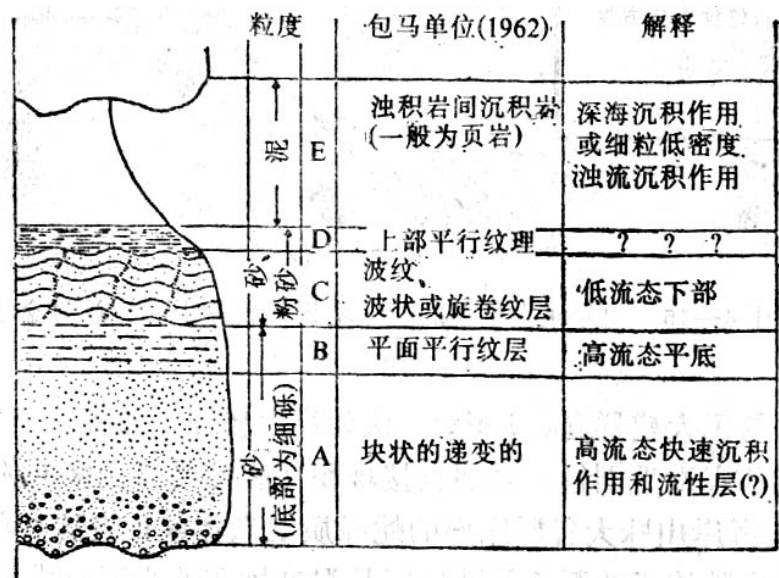 粒度
包马单位(1962)
解释
泥
E
浊积岩间沉积岩
(一般为页岩)
深海沉积作用
或细粒低密度
浊流沉积作用
D
上部平行纹理
? ? ?
砂、
粉砂
C
波纹、
波状或旋卷纹层
低流态下部
B
平面平行纹层
高流态平底
砂
(底部为细砾)
A
块状的递变的
高流态快速沉积
作用和流性层(?)